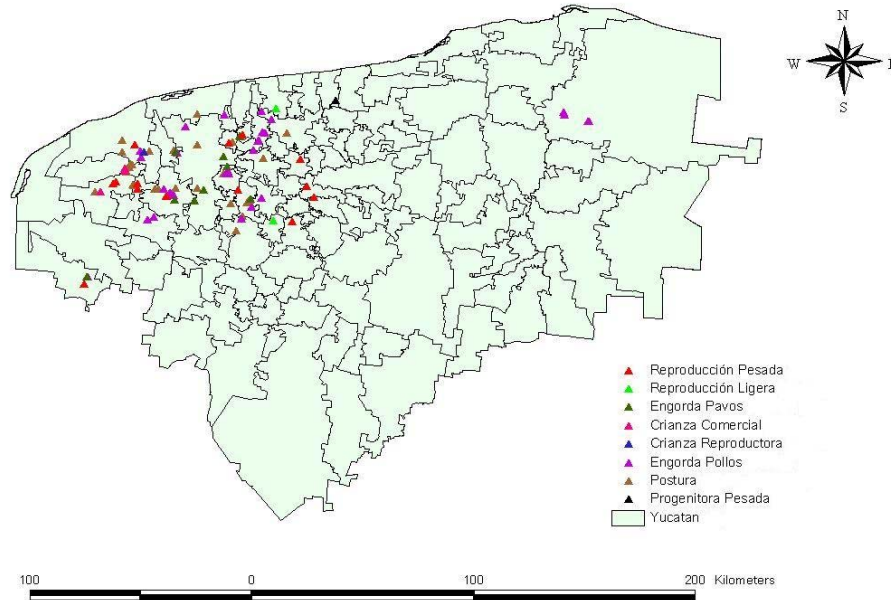 N
W
E
S
Reproducción Pesada
Reproducción Ligera
Engorda Pavos
Crianza Comercial
Crianza Reproductora
Engorda Pollos
Postura
Progenitora Pesada
Yucatan
100 0 100 200 Kilometers